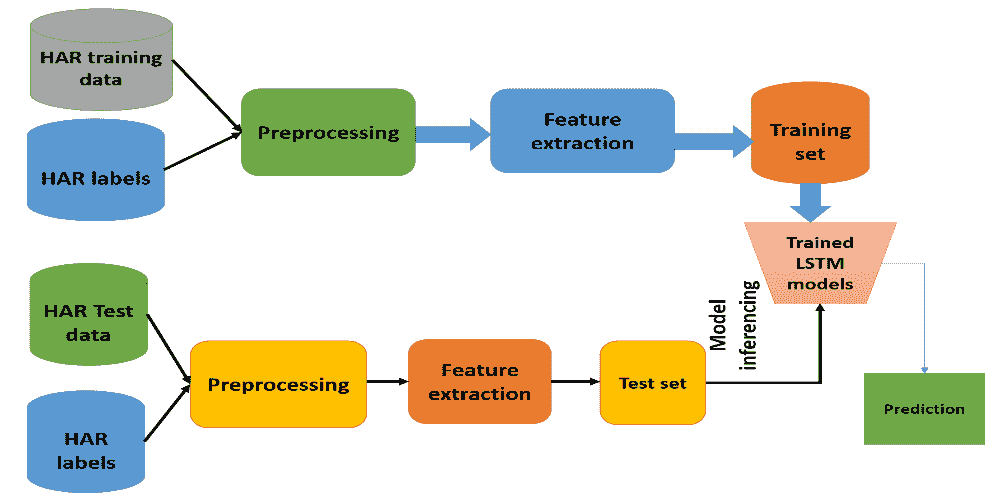 HAR training
data
HAR labels
Preprocessing
Feature
extraction
Training
set
Trained
LSTM
models
HAR Test
data
HAR
labels
Preprocessing
Feature
extraction
Test set
Model
inferencing
Prediction